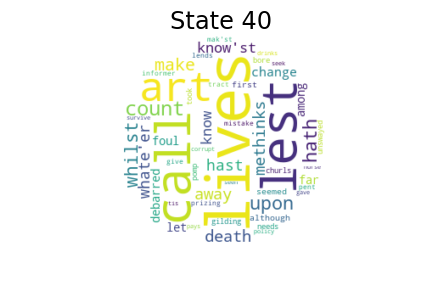 State 40
mak'st
know'st
lends
drides
make
bore
seek
informer
change
first
art
took
tract
count
lives
lest
call
among
survive
whilst
what'er
foul
know
mistake
methinks
hath
corrupt
give
hast
churls
debarred
pomp
seemed
far
pent
away
upon
gave
'tis
prizing
although
gilding
let
death
needs
policy